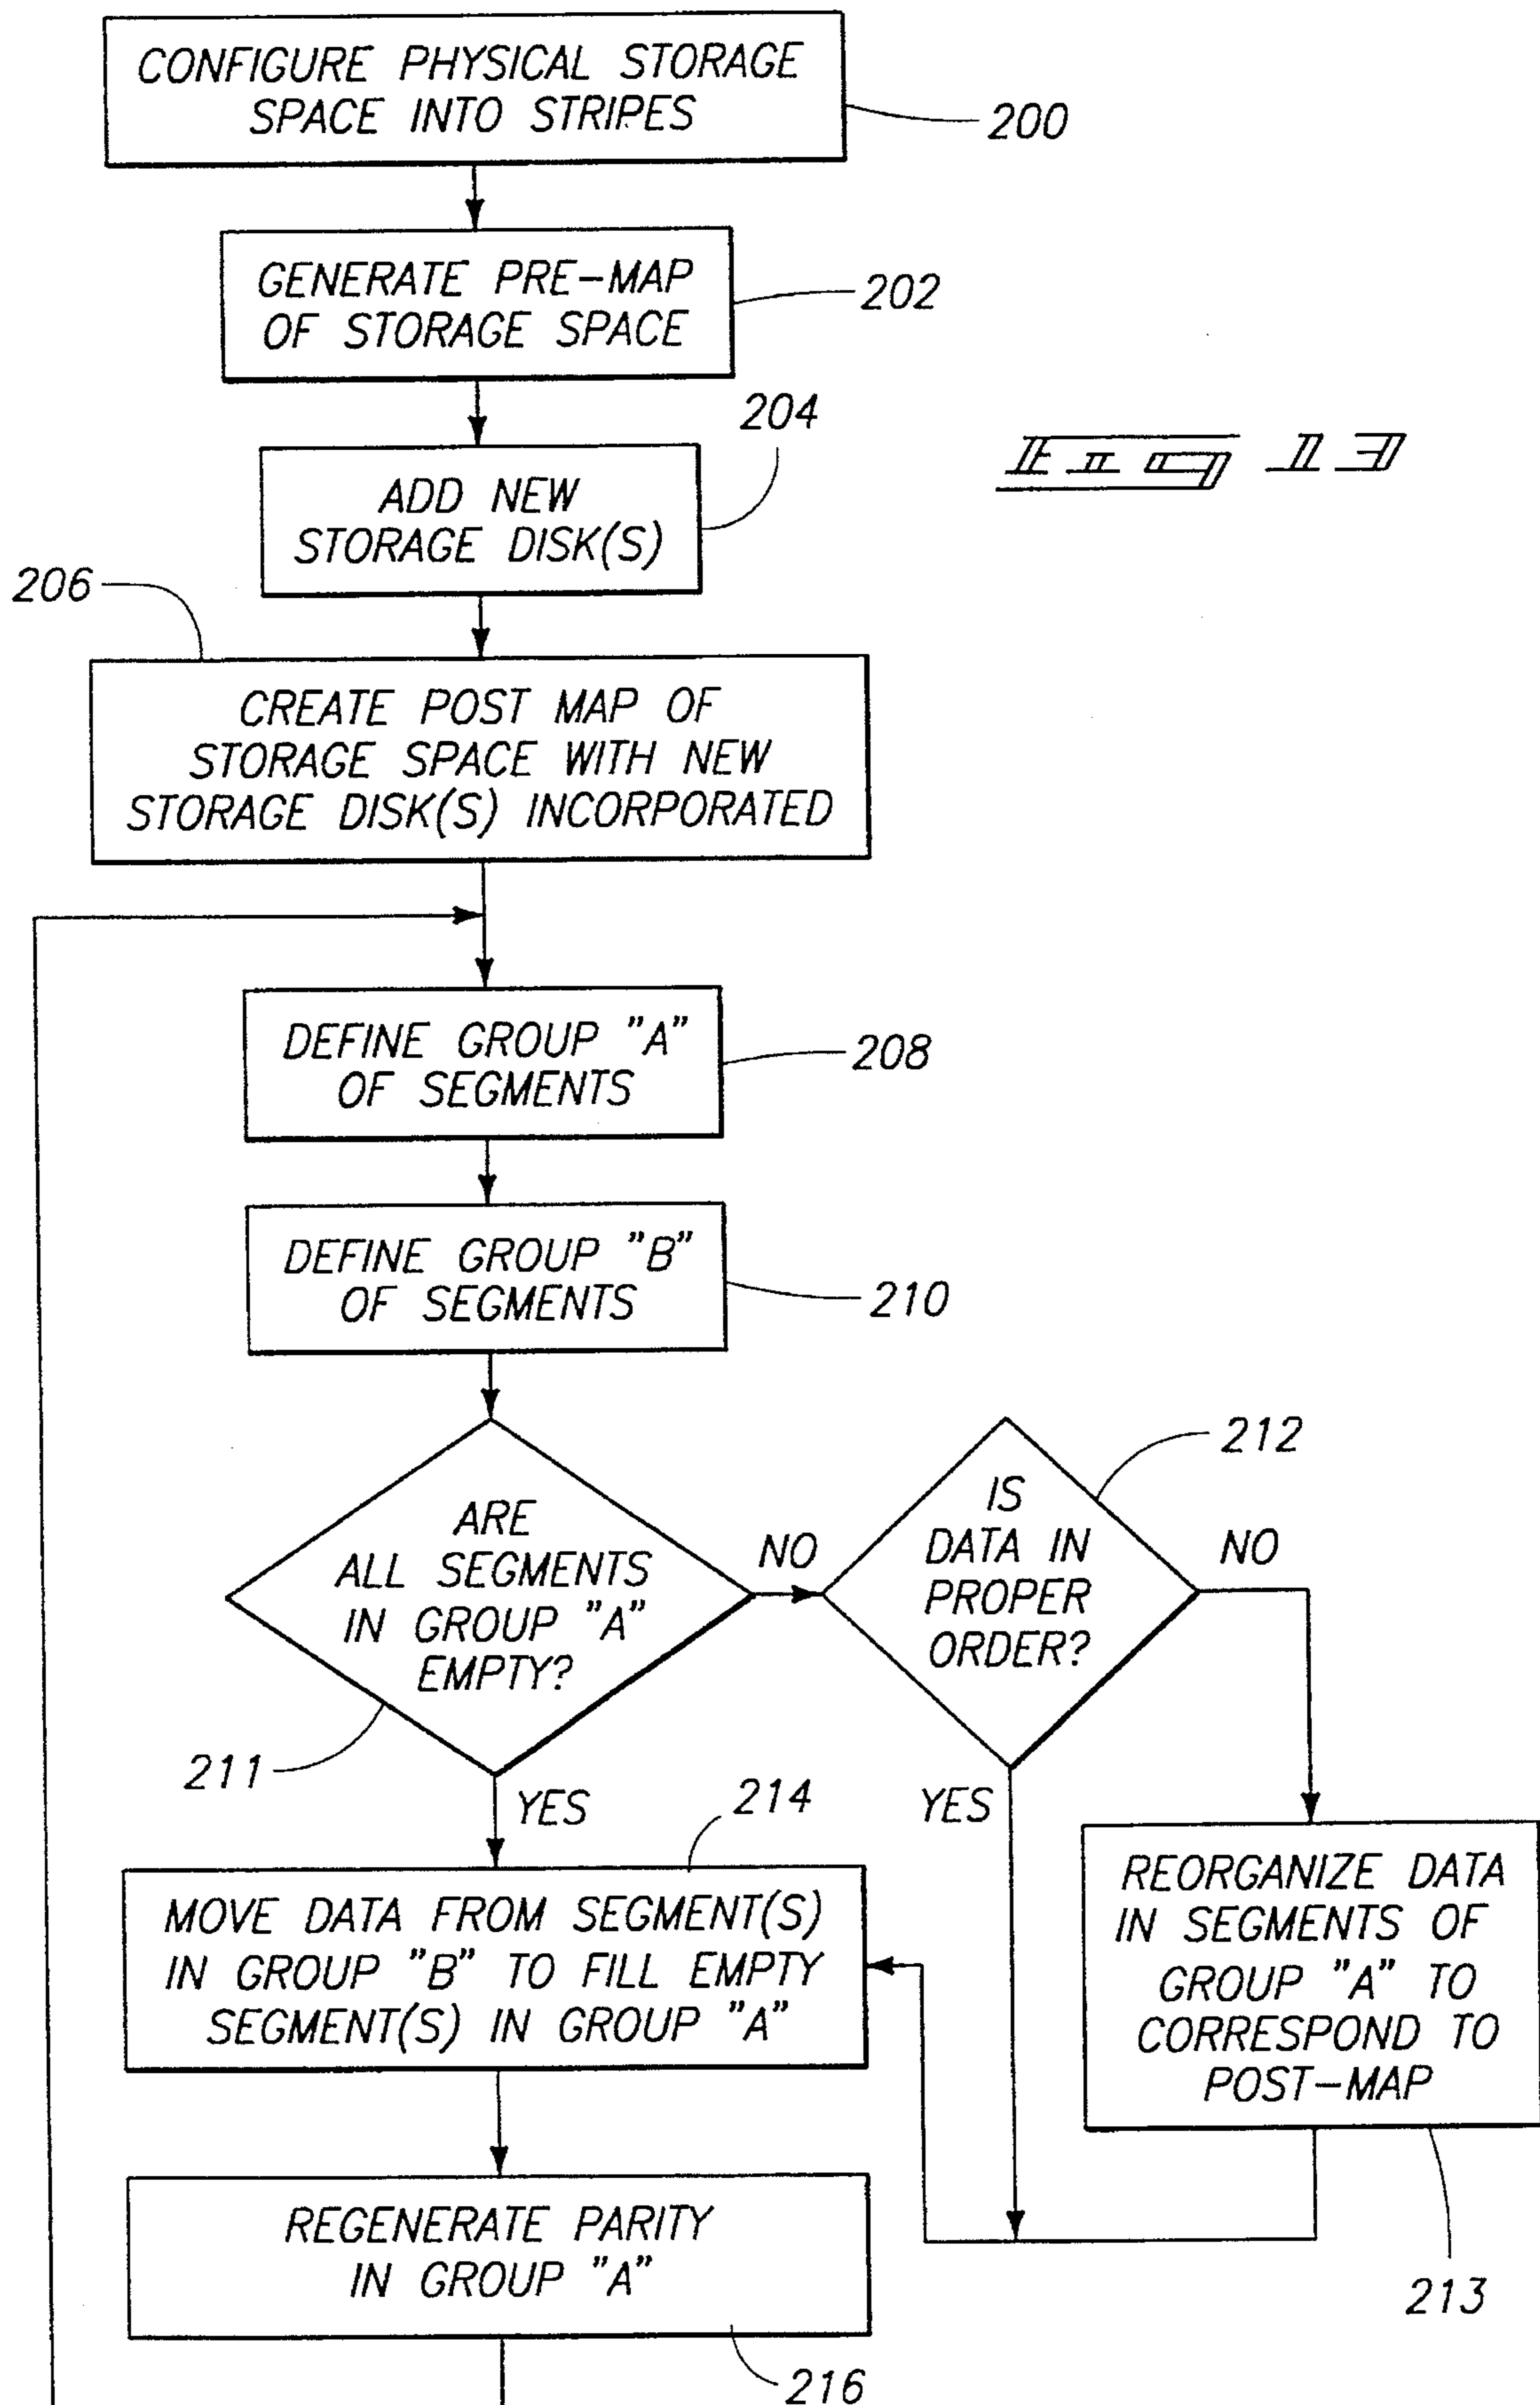 CONFIGURE PHYSICAL STORAGE
SPACE INTO STRIPES
200
GENERATE PRE-MAP
OF STORAGE SPACE
202
204
ADD NEW
STORAGE DISK(S)
Fig 13
206
CREATE POST MAP OF
STORAGE SPACE WITH NEW
STORAGE DISK(S) INCORPORATED
DEFINE GROUP "A"
OF SEGMENTS
208
DEFINE GROUP "B"
OF SEGMENTS
210
ARE
ALL SEGMENTS
IN GROUP "A"
EMPTY?
211
NO
IS
DATA IN
PROPER
ORDER?
212
NO
YES
YES
214
MOVE DATA FROM SEGMENT(S)
IN GROUP "B" TO FILL EMPTY
SEGMENT(S) IN GROUP "A"
REORGANIZE DATA
IN SEGMENTS OF
GROUP "A" TO
CORRESPOND TO
POST-MAP
213
REGENERATE PARITY
IN GROUP "A"
216